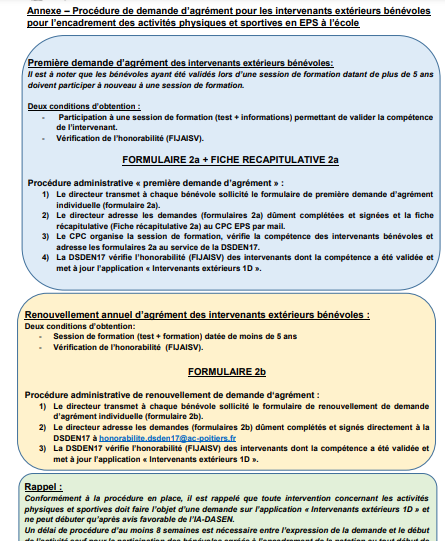 Annexe – Procédure de demande d'agrément pour les intervenants extérieurs bénévoles
pour l'encadrement des activités physiques et sportives en EPS à l'école
Première demande d'agrément des intervenants extérieurs bénévoles:
Il est à noter que les bénévoles ayant été validés lors d'une session de formation datant de plus de 5 ans
doivent participer à nouveau à une session de formation.
Deux conditions d'obtention :
- Participation à une session de formation (test + informations) permettant de valider la compétence
de l'intervenant.
- Vérification de l'honorabilité (FIJAISV).
FORMULAIRE 2a + FICHE RECAPITULATIVE 2a
Procédure administrative « première demande d'agrément » :
1) Le directeur transmet à chaque bénévole sollicité le formulaire de première demande d'agrément
individuelle (formulaire 2a).
2) Le directeur adresse les demandes (formulaires 2a) dûment complétées et signées et la fiche
récapitulative (Fiche récapitulative 2a) au CPC EPS par mail.
3) Le CPC organise la session de formation, vérifie la compétence des intervenants bénévoles et
adresse les formulaires 2a au service de la DSDEN17.
4) La DSDEN17 vérifie l'honorabilité (FIJAISV) des intervenants dont la compétence a été validée et
met à jour l'application « Intervenants extérieurs 1D ».
Renouvellement annuel d'agrément des intervenants extérieurs bénévoles :
Deux conditions d'obtention:
- Session de formation (test + formation) datée de moins de 5 ans
- Vérification de l'honorabilité (FIJAISV).
FORMULAIRE 2b
Procédure administrative de renouvellement de demande d'agrément :
1) Le directeur transmet à chaque bénévole sollicité le formulaire de renouvellement de demande
d'agrément individuel (formulaire 2b).
2) Le directeur adresse les demandes (formulaires 2b) dûment complétés et signés directement à la
DSDEN17 à honorabilite.dsden17@ac-poitiers.fr
3) La DSDEN17 vérifie l'honorabilité (FIJAISV) des intervenants dont la compétence a été validée et
met à jour l'application « Intervenants extérieurs 1D ».
Rappel :
Conformément à la procédure en place, il est rappelé que toute intervention concernant les activités
physiques et sportives doit faire l'objet d'une demande sur l'application « Intervenants extérieurs 1D » et
ne peut débuter qu'après avis favorable de l'IA-DASEN.
Un délai de procédure d'au moins 8 semaines est nécessaire entre l'expression de la demande et le début